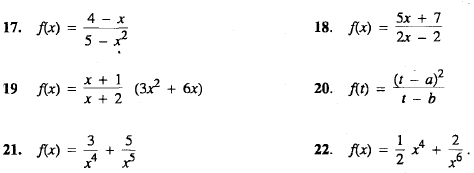 17. f(x) = (4 - x)/(5 - x²)
18. f(x) = (5x + 7)/(2x - 2)
19 f(x) = (x + 1)/(x + 2) (3x² + 6x)
20. f(t) = (t - a)²/(t - b)
21. f(x) = 3/x⁴ + 5/x⁵
22. f(x) = 1/2 x⁴ + 2/x⁶.